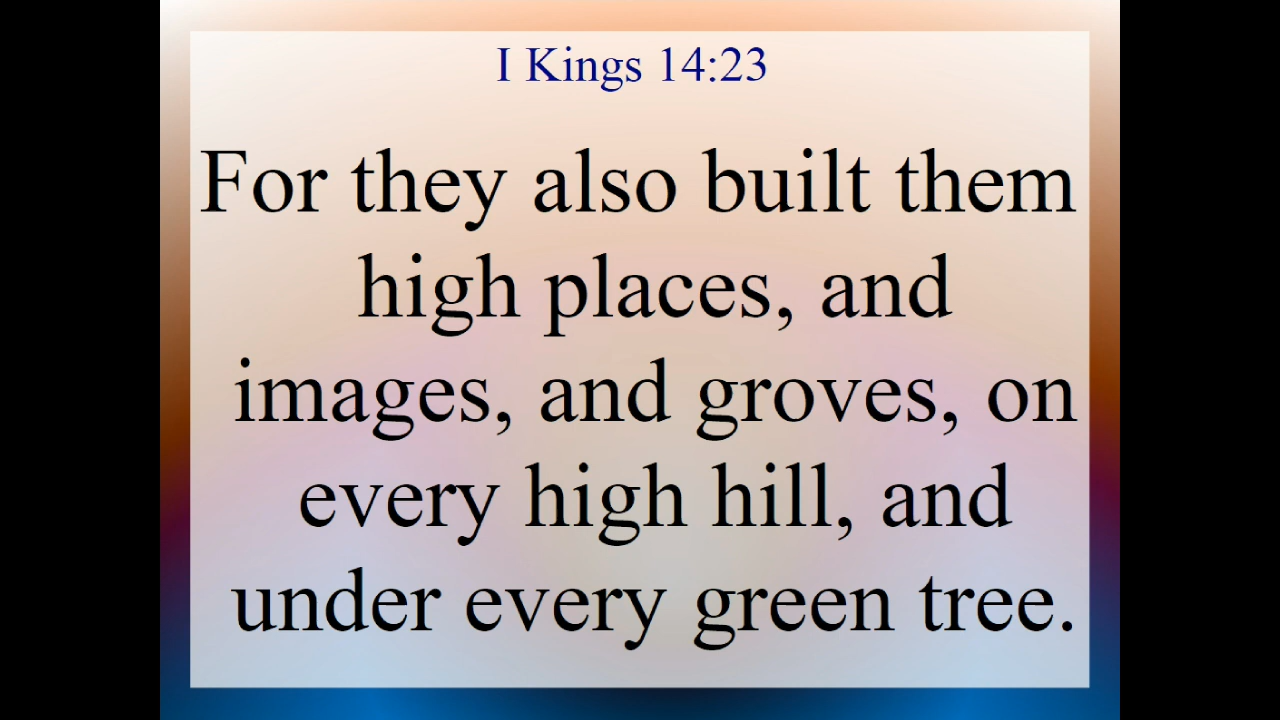 I Kings 14:23
For they also built them
high places, and
images, and groves, on
every high hill, and
under every green tree.